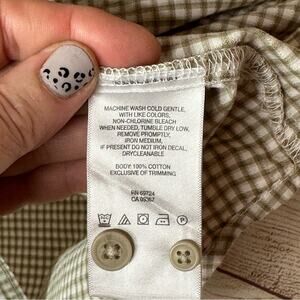 MACHINE WASH COLD GENTLE,
WITH LIKE COLORS,
NON-CHLORINE BLEACH
WHEN NEEDED, TUMBLE DRY LOW,
REMOVE PROMPTLY,
IRON MEDIUM,
IF PRESENT DO NOT IRON DECAL,
DRYCLEANABLE
BODY: 100% COTTON
EXCLUSIVE OF TRIMMING
RN 69724
CA
P